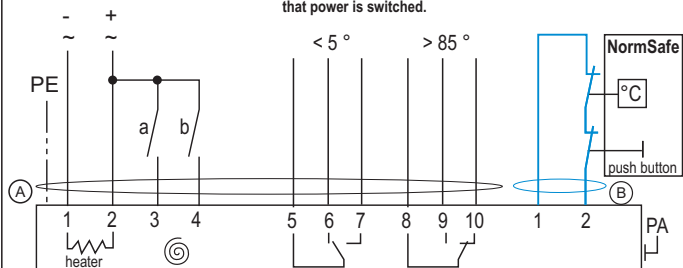 that power is switched.
- +
~ ~
< 5 ° > 85 °
NormSafe
°C
PE
a b
push button
A B
1 2 3 4 5 6 7 8 9 10 1 2
PA
heater